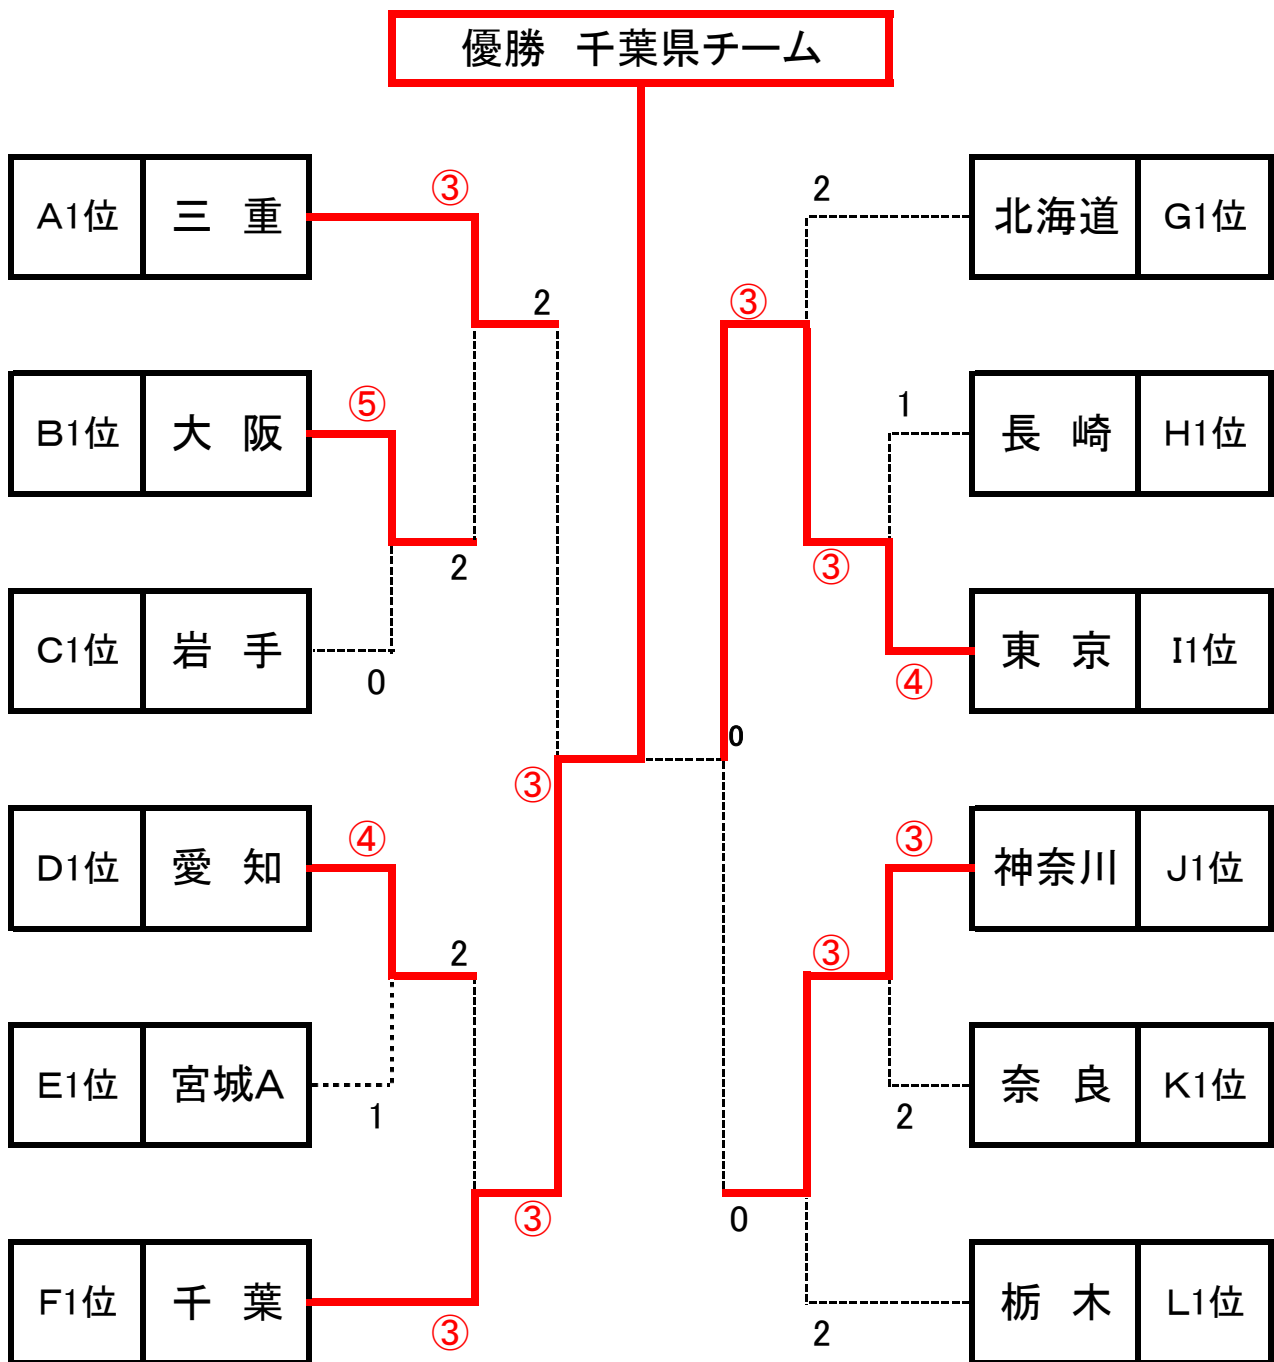 優勝　千葉県チーム
A1位 三　重 ③ 2 北海道 G1位
2 ③
B1位 大　阪 ⑤ 1 長　崎 H1位
2 ③
C1位 岩　手 0 ④ 東　京 I1位
③ 0
D1位 愛　知 ④ ③ 神奈川 J1位
2 ③
E1位 宮城A 1 2 奈　良 K1位
③ 0
F1位 千　葉 ③ 2 栃　木 L1位